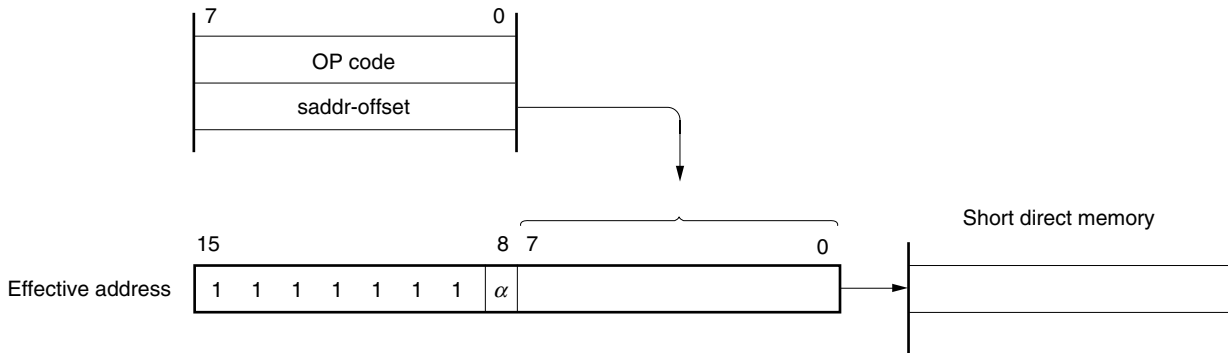 7 0
OP code
saddr-offset
Short direct memory
15 8 7 0
Effective address 1 1 1 1 1 1 1 α